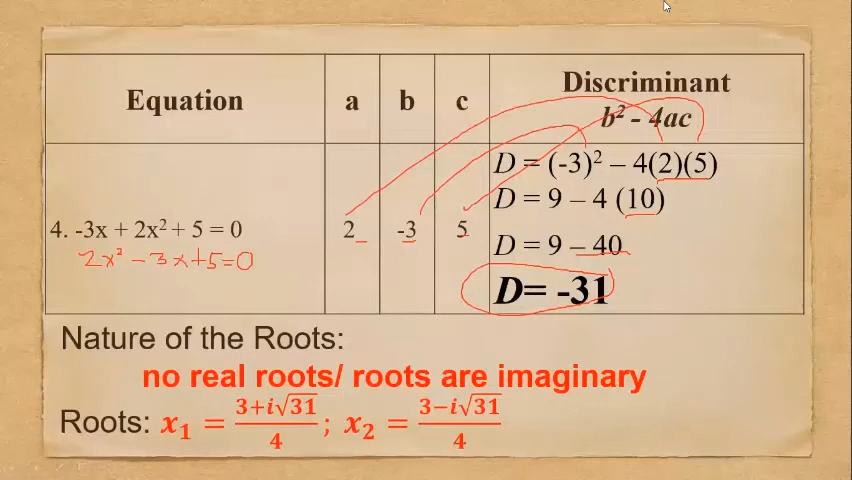 Equation a b c Discriminant
b² - 4ac
4. -3x + 2x² + 5 = 0 2 -3 5
2x² - 3x + 5 = 0
D = (-3)² – 4(2)(5)
D = 9 – 4 (10)
D = 9 – 40
D= -31
Nature of the Roots:
no real roots/ roots are imaginary
Roots: x₁ = (3+i√31)/4 ; x₂ = (3−i√31)/4